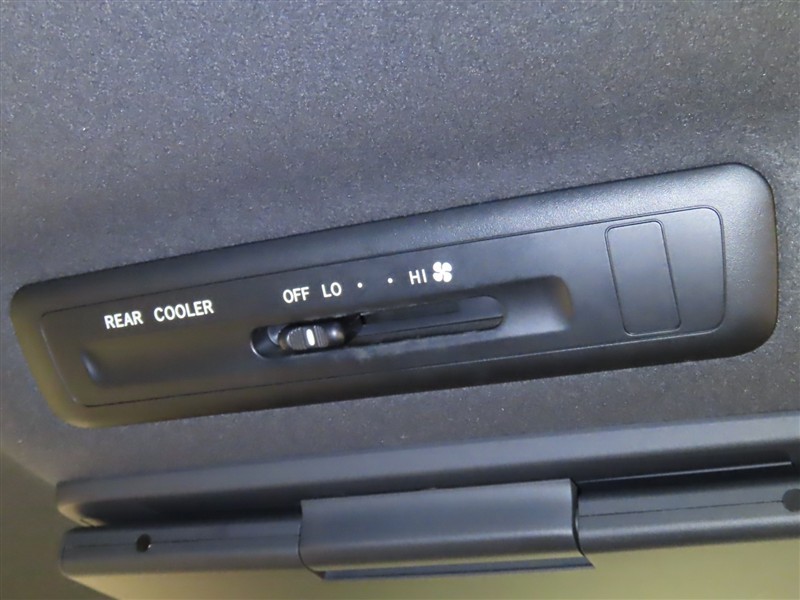 REAR COOLER
OFF LO · · HI